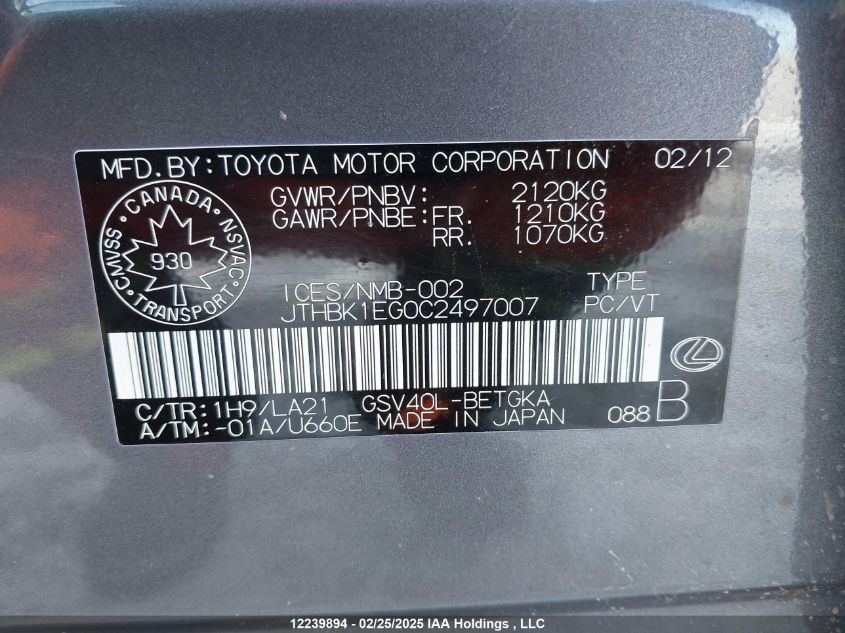 MFD.BY:TOYOTA MOTOR CORPORATION 02/12
GVWR/PNBV: 2120KG
GAWR/PNBE:FR. 1210KG
RR. 1070KG
CANADA
CMVSS NSVAC
930
TRANSPORT
ICES/NMB-002 TYPE
JTHBK1EG0C2497007 PC/VT
C/TR:1H9/LA21 GSV40L-BETGKA
A/TM:-01A/U660E MADE IN JAPAN 088 B
12239894 - 02/25/2025 IAA Holdings, LLC